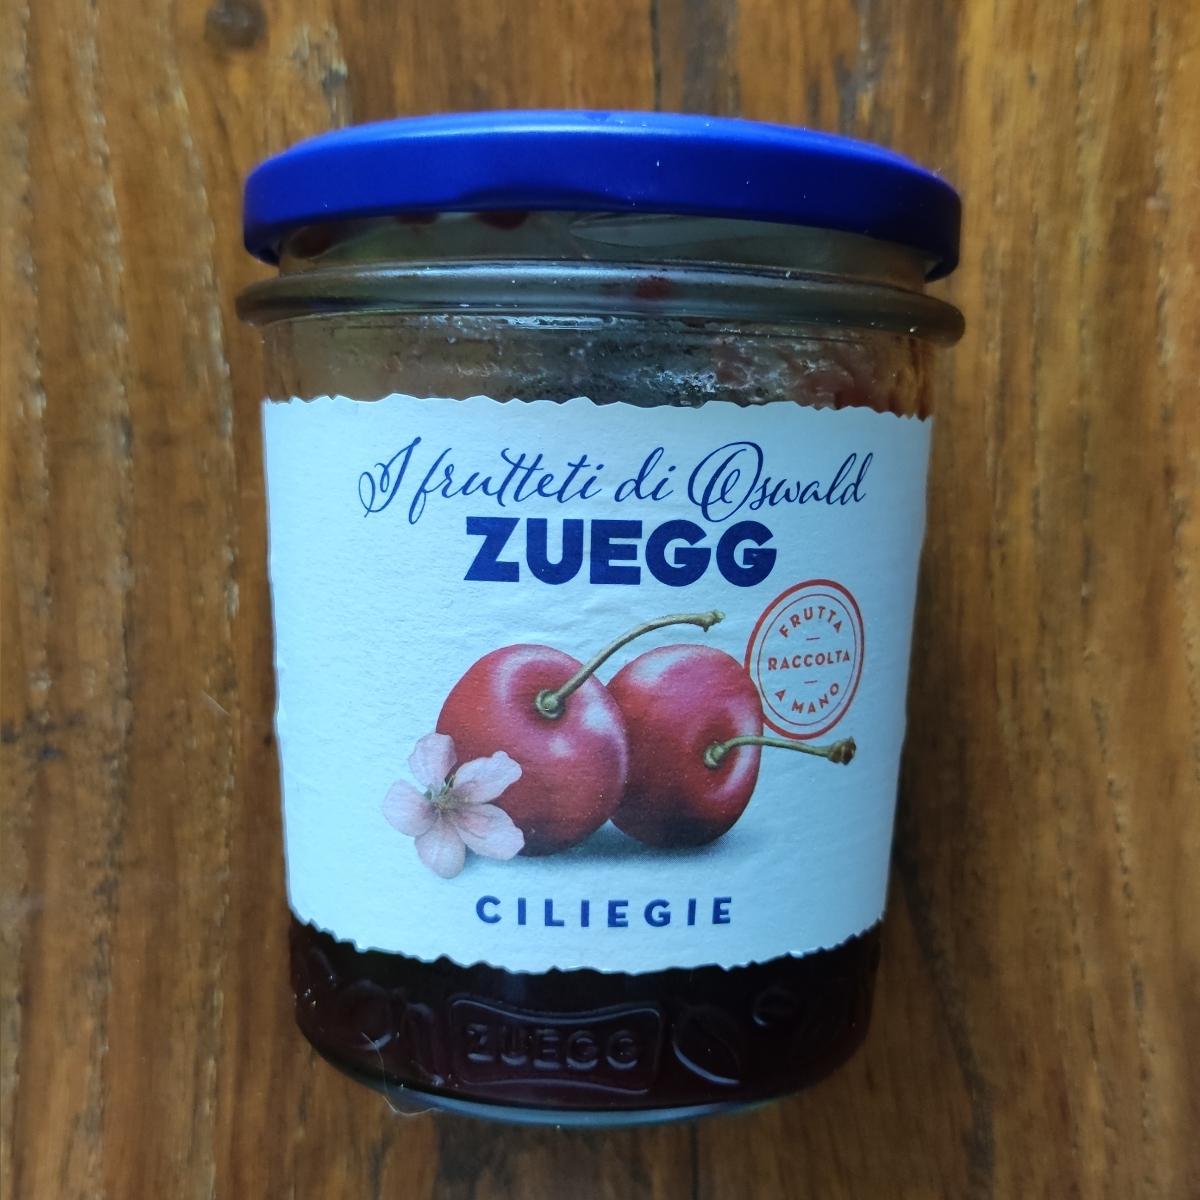 I frutteti di Oswald
ZUEGG
FRUTTA
RACCOLTA
A MANO
CILIEGIE
ZUEGG